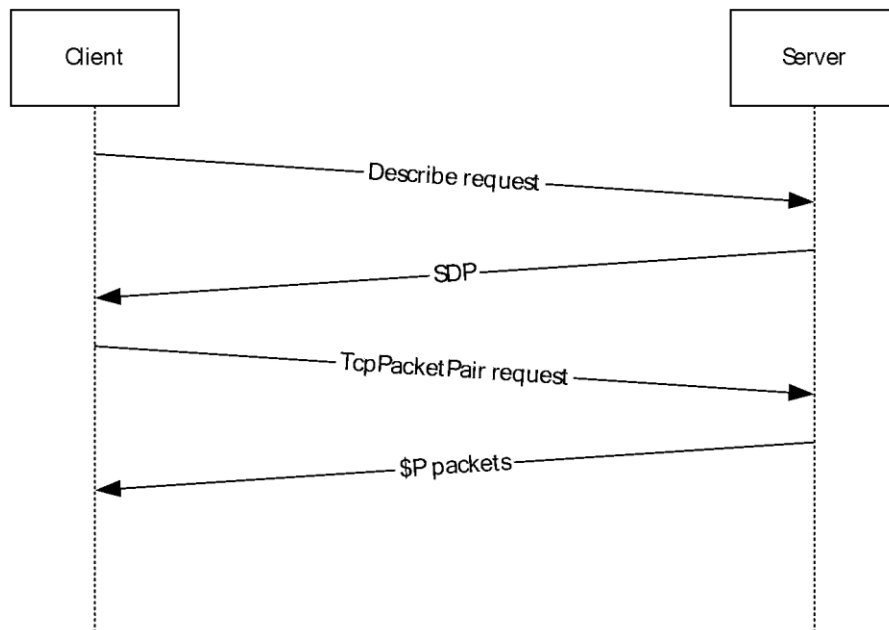 Client
Server
Describe request
SDP
TcpPacketPair request
$P packets